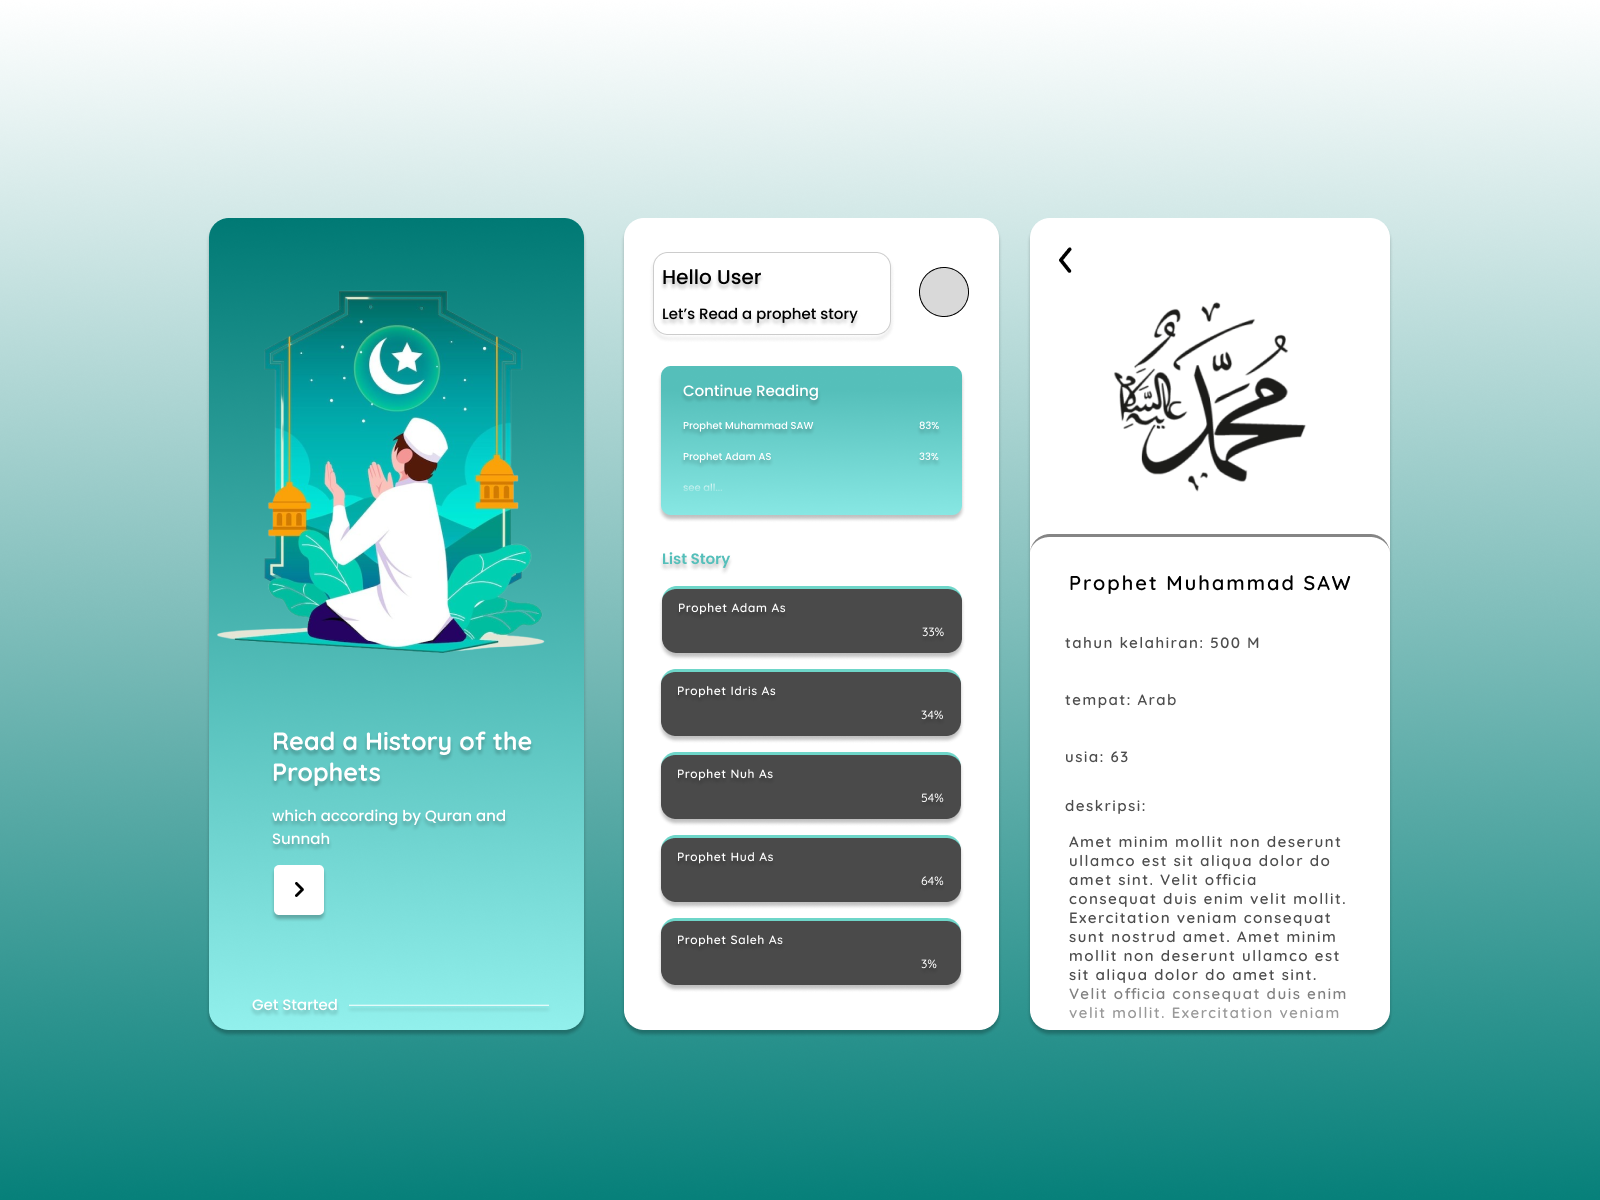 Read a History of the
Prophets
which according by Quran and
Sunnah
Get Started
Hello User
Let's Read a prophet story
Continue Reading
Prophet Muhammad SAW 83%
Prophet Adam AS 33%
see all...
List Story
Prophet Adam As
33%
Prophet Idris As
34%
Prophet Nuh As
54%
Prophet Hud As
64%
Prophet Saleh As
3%
محمد
عليه السلام
Prophet Muhammad SAW
tahun kelahiran: 500 M
tempat: Arab
usia: 63
deskripsi:
Amet minim mollit non deserunt
ullamco est sit aliqua dolor do
amet sint. Velit officia
consequat duis enim velit mollit.
Exercitation veniam consequat
sunt nostrud amet. Amet minim
mollit non deserunt ullamco est
sit aliqua dolor do amet sint.
Velit officia consequat duis enim
velit mollit. Exercitation veniam